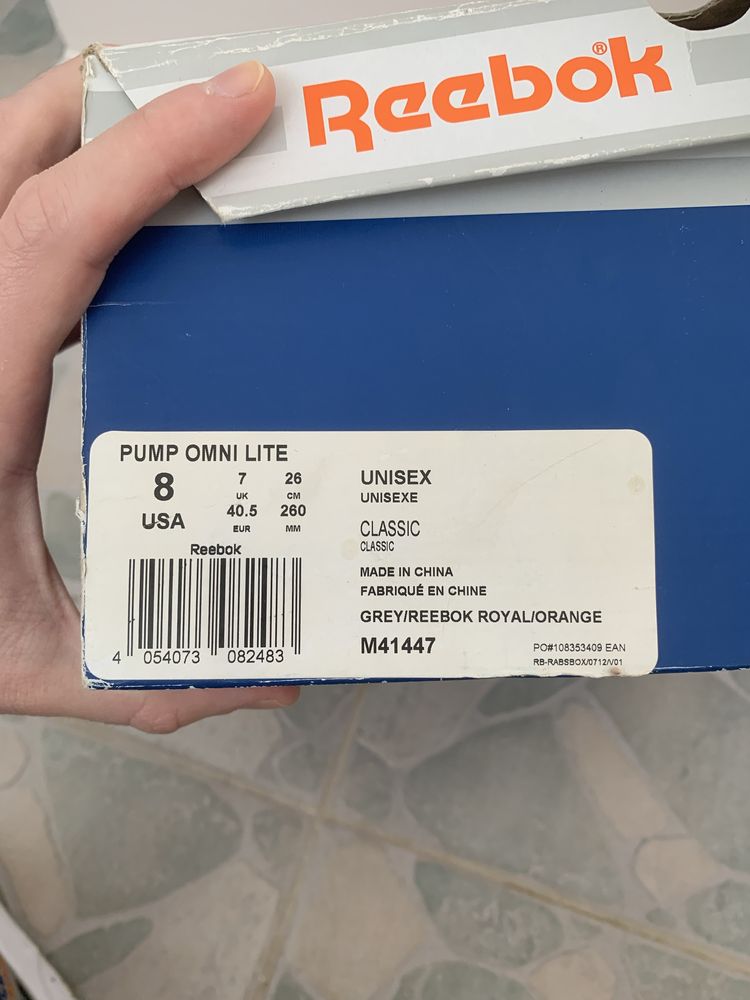 Reebok®
PUMP OMNI LITE
8
USA
7
UK
40.5
EUR
26
CM
260
MM
Reebok
4 054073 082483
UNISEX
UNISEXE
CLASSIC
CLASSIC
MADE IN CHINA
FABRIQUÉ EN CHINE
GREY/REEBOK ROYAL/ORANGE
M41447
PO#108353409 EAN
RB-RABSBOX/0712/V01